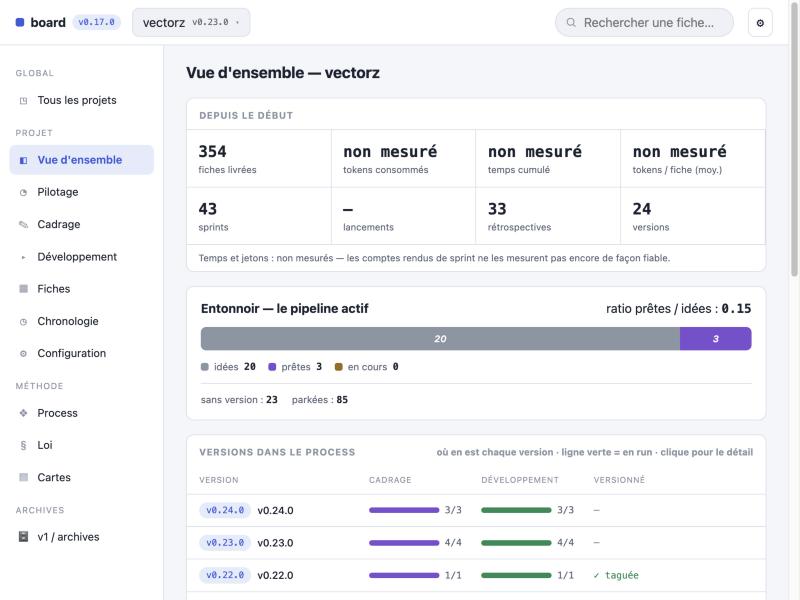 board v0.17.0 vectorz v0.23.0 Rechercher une fiche...
GLOBAL
Tous les projets
PROJET
Vue d'ensemble
Pilotage
Cadrage
Développement
Fiches
Chronologie
Configuration
MÉTHODE
Process
§ Loi
Cartes
ARCHIVES
v1 / archives
Vue d'ensemble — vectorz
DEPUIS LE DÉBUT
354 non mesuré non mesuré non mesuré
fiches livrées tokens consommés temps cumulé tokens / fiche (moy.)
43 — 33 24
sprints lancements rétrospectives versions
Temps et jetons : non mesurés — les comptes rendus de sprint ne les mesurent pas encore de façon fiable.
Entonnoir — le pipeline actif ratio prêtes / idées : 0.15
20 3
idées 20 prêtes 3 en cours 0
sans version : 23 parkées : 85
VERSIONS DANS LE PROCESS où en est chaque version · ligne verte = en run · clique pour le détail
VERSION CADRAGE DÉVELOPPEMENT VERSIONNÉ
v0.24.0 v0.24.0 3/3 3/3 —
v0.23.0 v0.23.0 4/4 4/4 —
v0.22.0 v0.22.0 1/1 1/1 ✓ taguée